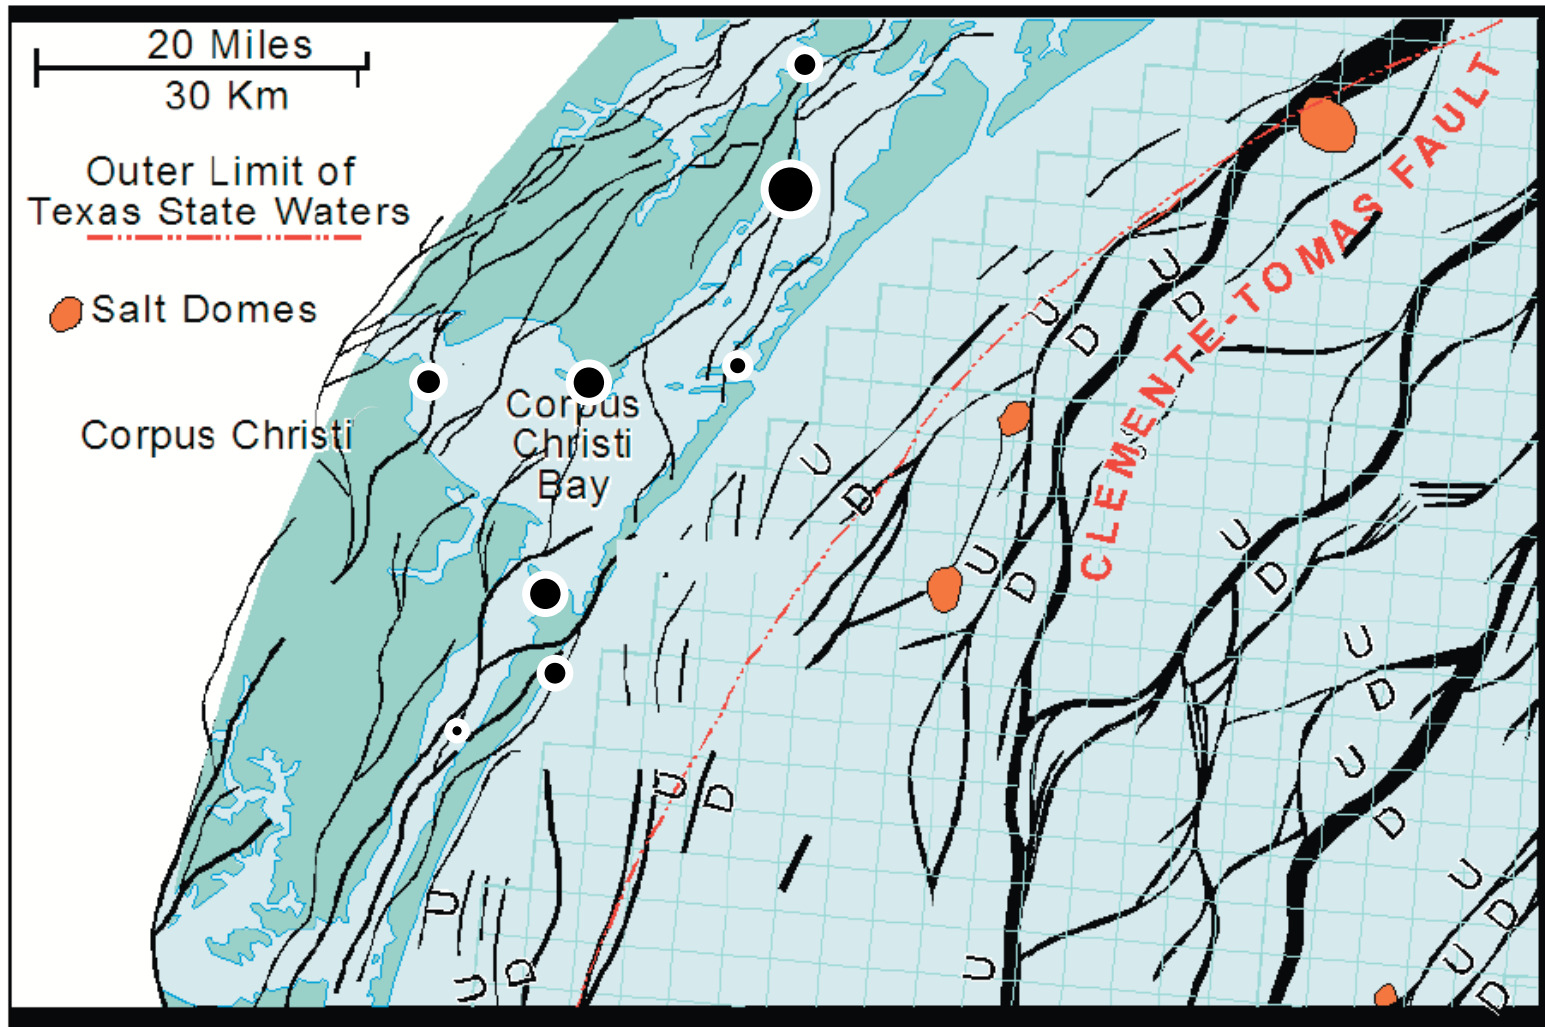 20 Miles
30 Km
Outer Limit of
Texas State Waters
Salt Domes
Corpus Christi
Corpus
Christi
Bay
CLEMENTE-TOMAS FAULT
U
D
U
D
U
D
U
D
U
D
U
D
U
D
U
D
U
D
U
D
U
U
D
U